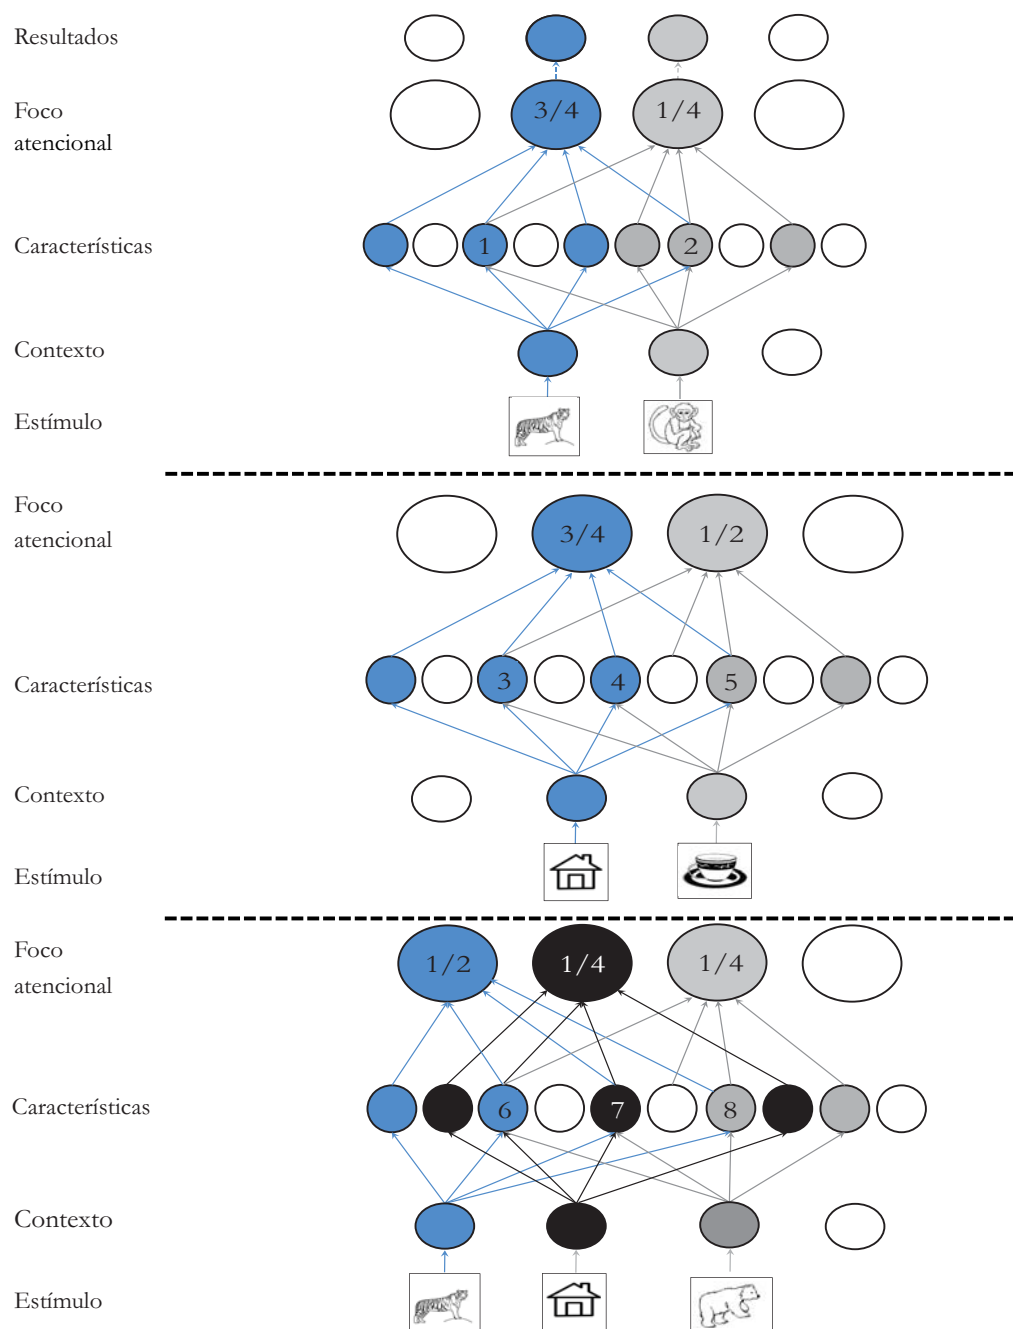 Resultados
Foco
atencional
3/4 1/4
Características
1 2
Contexto
Estímulo
Foco
atencional
3/4 1/2
Características
3 4 5
Contexto
Estímulo
Foco
atencional
1/2 1/4 1/4
Características
6 7 8
Contexto
Estímulo